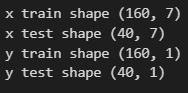 x train shape (160, 7)
x test shape (40, 7)
y train shape (160, 1)
y test shape (40, 1)